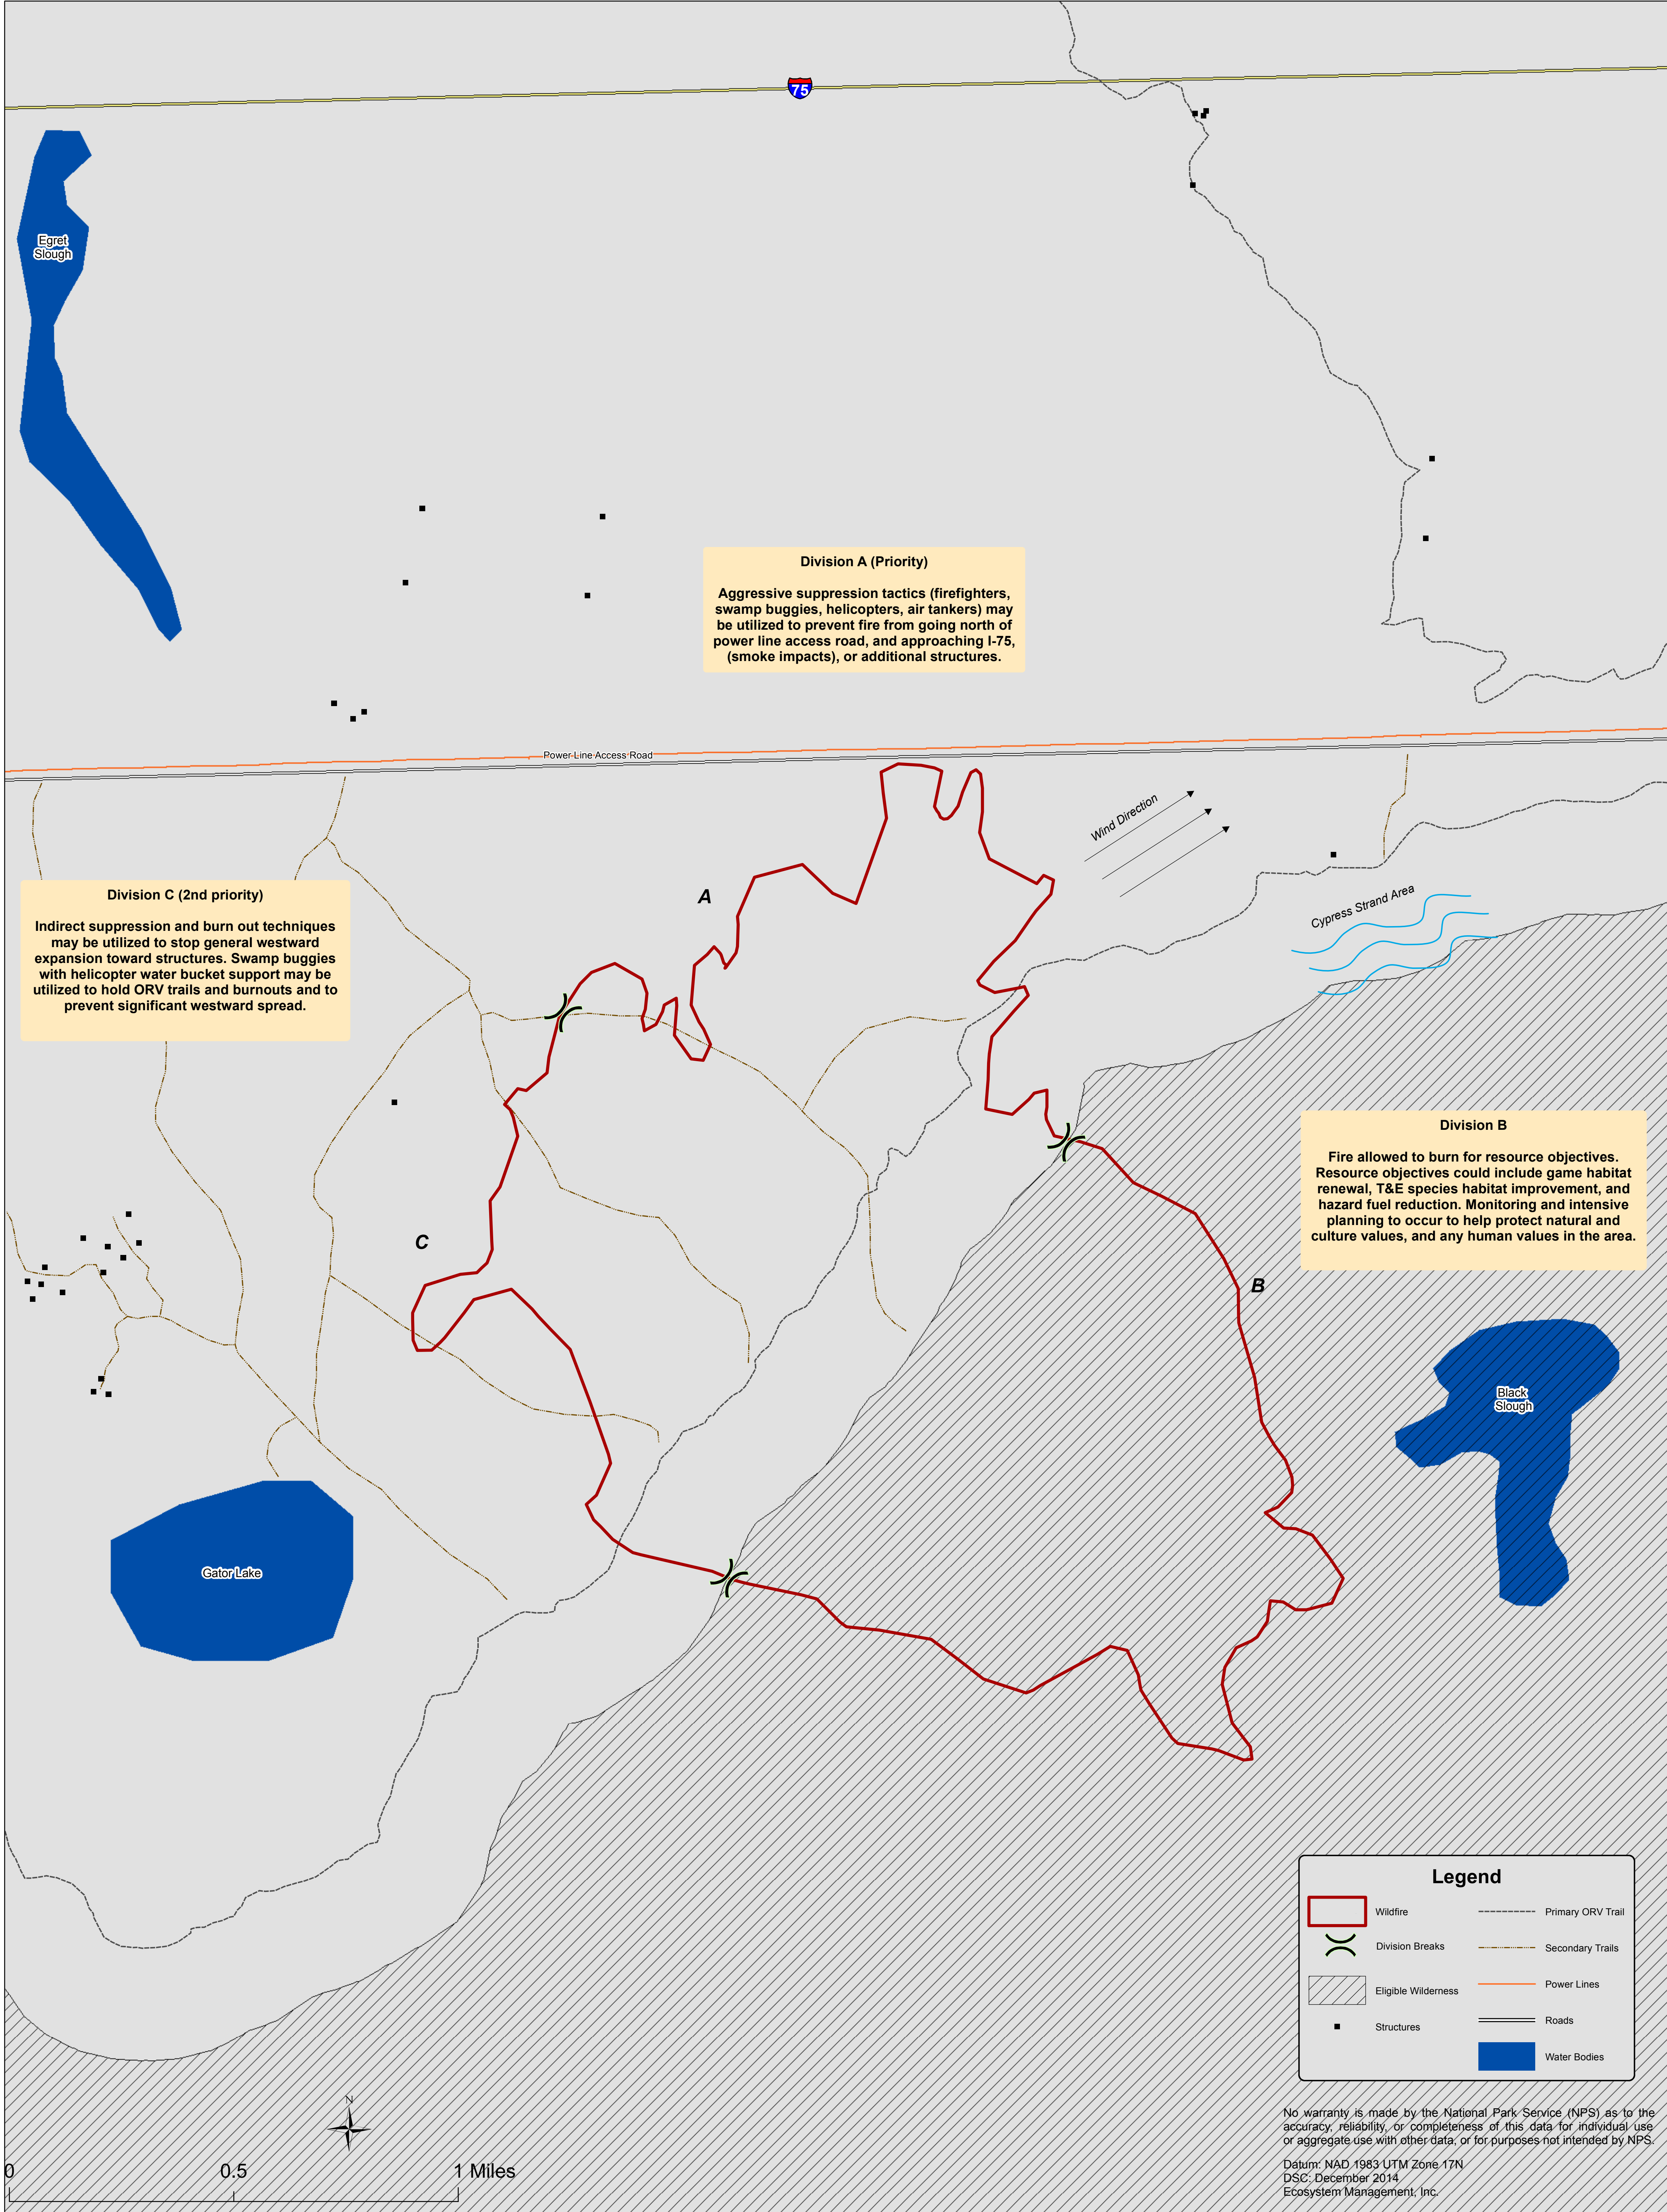 75
Egret
Slough
Division A (Priority)
Aggressive suppression tactics (firefighters,
swamp buggies, helicopters, air tankers) may
be utilized to prevent fire from going north of
power line access road, and approaching I-75,
(smoke impacts), or additional structures.
Power Line Access Road
Wind Direction
A
Division C (2nd priority)
Indirect suppression and burn out techniques
may be utilized to stop general westward
expansion toward structures. Swamp buggies
with helicopter water bucket support may be
utilized to hold ORV trails and burnouts and to
prevent significant westward spread.
Cypress Strand Area
Division B
Fire allowed to burn for resource objectives.
Resource objectives could include game habitat
renewal, T&E species habitat improvement, and
hazard fuel reduction. Monitoring and intensive
planning to occur to help protect natural and
culture values, and any human values in the area.
C
B
Black
Slough
Gator Lake
Legend
Wildfire
Division Breaks
Eligible Wilderness
Structures
Primary ORV Trail
Secondary Trails
Power Lines
Roads
Water Bodies
N
0 0.5 1 Miles
No warranty is made by the National Park Service (NPS) as to the
accuracy, reliability, or completeness of this data for individual use
or aggregate use with other data, or for purposes not intended by NPS.
Datum: NAD 1983 UTM Zone 17N
DSC: December 2014
Ecosystem Management, Inc.